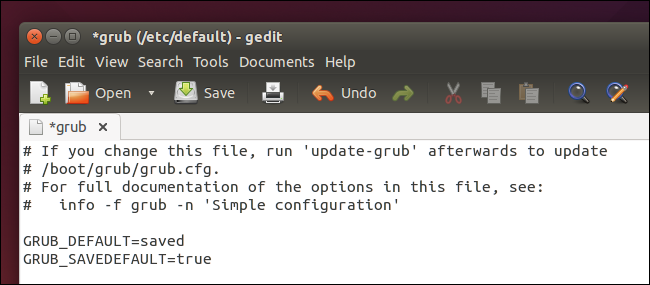 *grub (/etc/default) - gedit
File Edit View Search Tools Documents Help
Open Save Undo
*grub
# If you change this file, run 'update-grub' afterwards to update
# /boot/grub/grub.cfg.
# For full documentation of the options in this file, see:
#   info -f grub -n 'Simple configuration'

GRUB_DEFAULT=saved
GRUB_SAVEDEFAULT=true